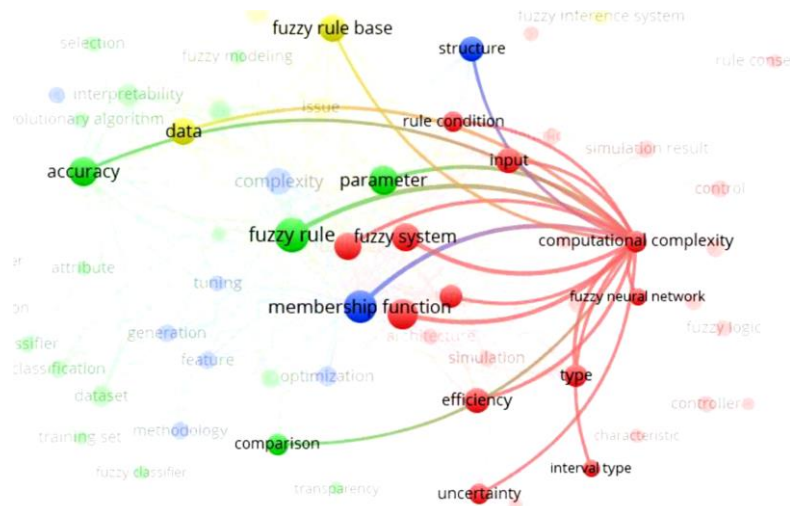 fuzzy inference system
fuzzy rule base
selection
structure
fuzzy modeling
rule conse
interpretability
issue
volutionary algorithm
rule condition
data
simulation result
input
accuracy
complexity
parameter
control
fuzzy rule
fuzzy system
computational complexity
attribute
tuning
fuzzy neural network
membership function
generation
architecture
fuzzy logic
ssifier
feature
simulation
classification
optimization
type
dataset
efficiency
controller
training set
methodology
comparison
characteristic
fuzzy classifier
interval type
transparency
uncertainty